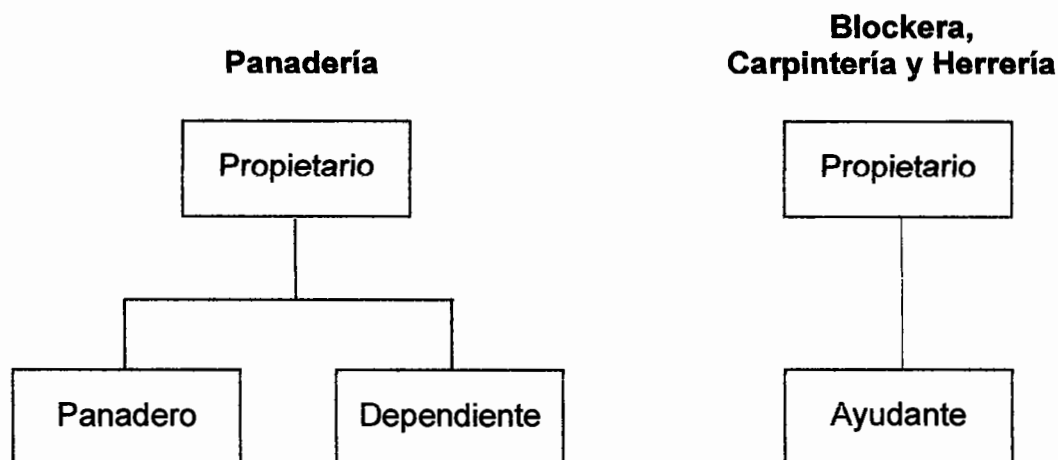 Panadería
Propietario
Panadero
Dependiente
Blockera,
Carpintería y Herrería
Propietario
Ayudante